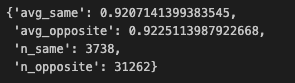 {'avg_same': 0.9207141399383545,
'avg_opposite': 0.9225113987922668,
'n_same': 3738,
'n_opposite': 31262}